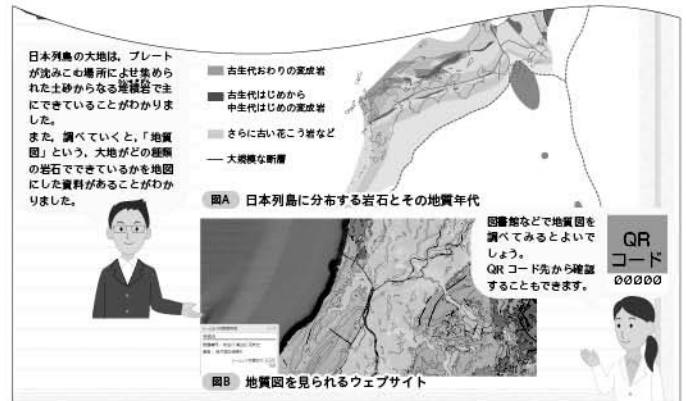 日本列島の大地は，プレート
が沈みこむ場所によせ集めら
れた土砂からなる堆積岩で主
にできていることがわかりま
した。
また，調べていくと，「地質
図」という，大地がどの種類
の岩石でできているかを地図
にした資料があることがわか
りました。
古生代おわりの変成岩
古生代はじめから
中生代はじめの変成岩
さらに古い花こう岩など
大規模な断層
図A 日本列島に分布する岩石とその地質年代
図書館などで地質図を
調べてみるとよいで
しょう。
QRコード先から確認
することもできます。
QR
コード
00000
図B 地質図を見られるウェブサイト